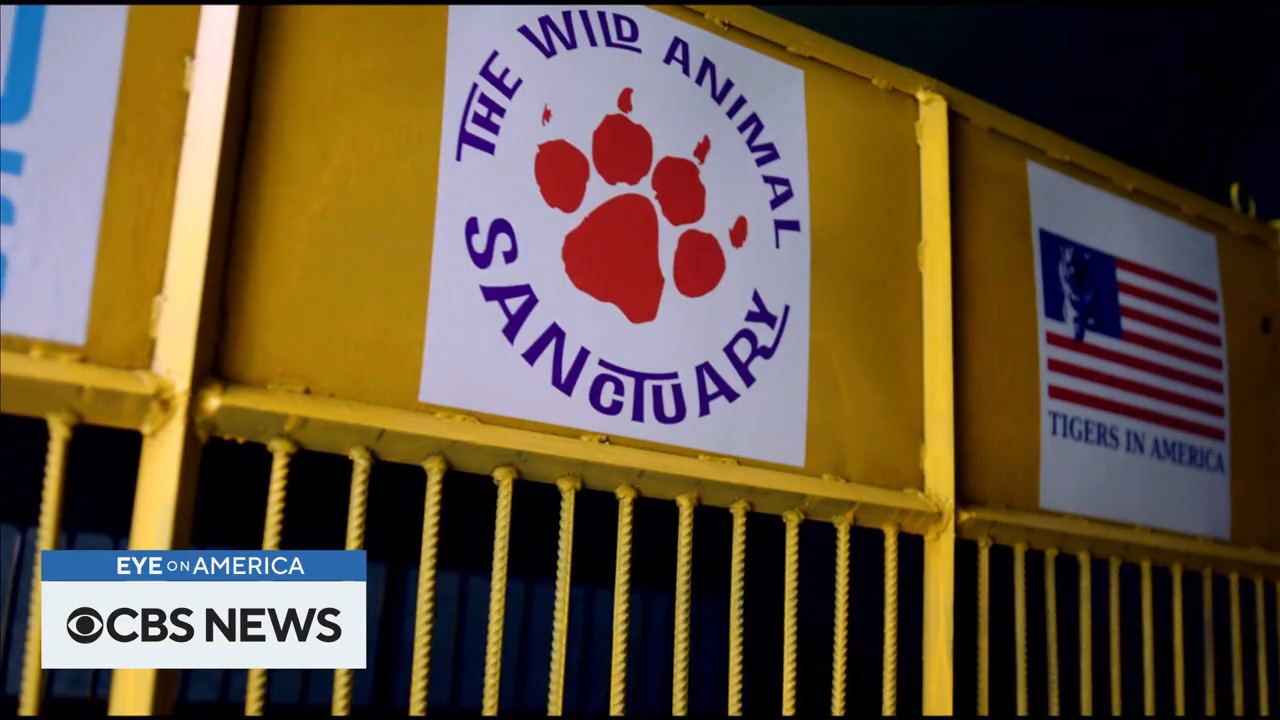 THE WILD ANIMAL
SANCTUARY
TIGERS IN AMERICA
EYE ON AMERICA
CBS NEWS